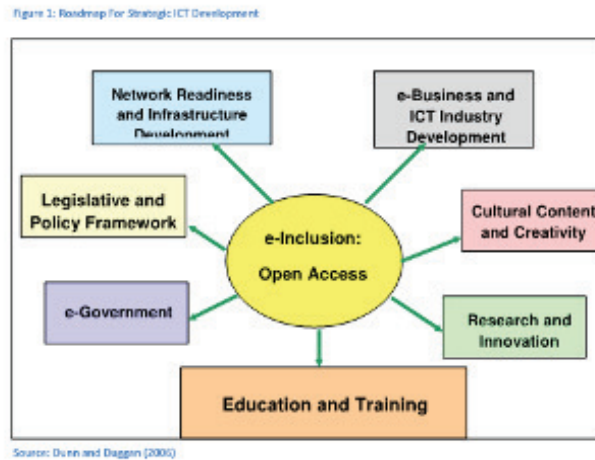 Figure 1: Roadmap For Strategic ICT Development
Network Readiness
and Infrastructure
Development
e-Business and
ICT Industry
Development
Legislative and
Policy Framework
e-Inclusion:
Open Access
Cultural Content
and Creativity
e-Government
Research and
Innovation
Education and Training
Source: Dunn and Duggan (2006)